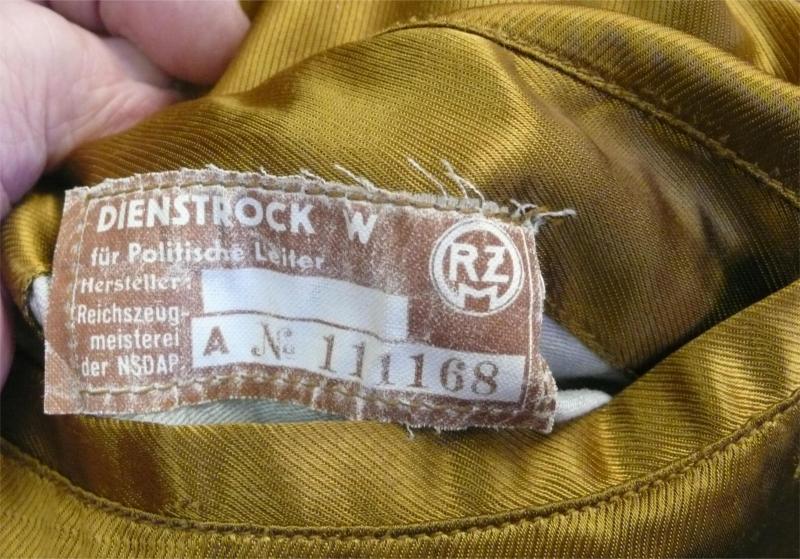 DIENSTROCK W
für Politische Leiter
Hersteller:
Reichszeug-
meisterei
der NSDAP
A No 111168
RZM